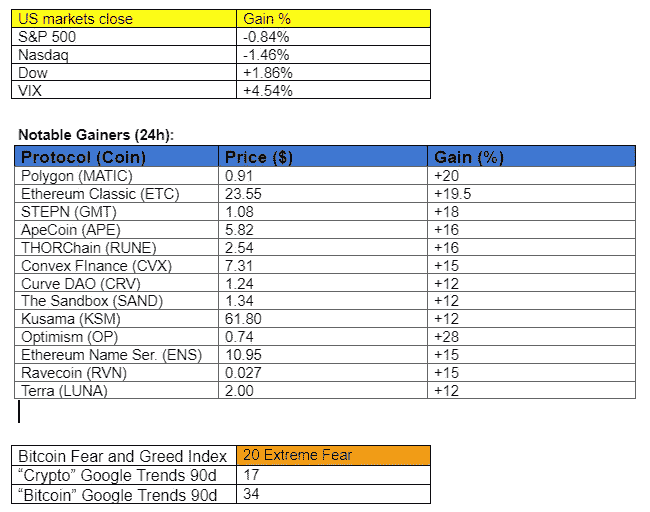 US markets close Gain %
S&P 500 -0.84%
Nasdaq -1.46%
Dow +1.86%
VIX +4.54%
Notable Gainers (24h):
Protocol (Coin) Price ($) Gain (%)
Polygon (MATIC) 0.91 +20
Ethereum Classic (ETC) 23.55 +19.5
STEPN (GMT) 1.08 +18
ApeCoin (APE) 5.82 +16
THORChain (RUNE) 2.54 +16
Convex FInance (CVX) 7.31 +15
Curve DAO (CRV) 1.24 +12
The Sandbox (SAND) 1.34 +12
Kusama (KSM) 61.80 +12
Optimism (OP) 0.74 +28
Ethereum Name Ser. (ENS) 10.95 +15
Ravecoin (RVN) 0.027 +15
Terra (LUNA) 2.00 +12
Bitcoin Fear and Greed Index 20 Extreme Fear
“Crypto” Google Trends 90d 17
“Bitcoin” Google Trends 90d 34